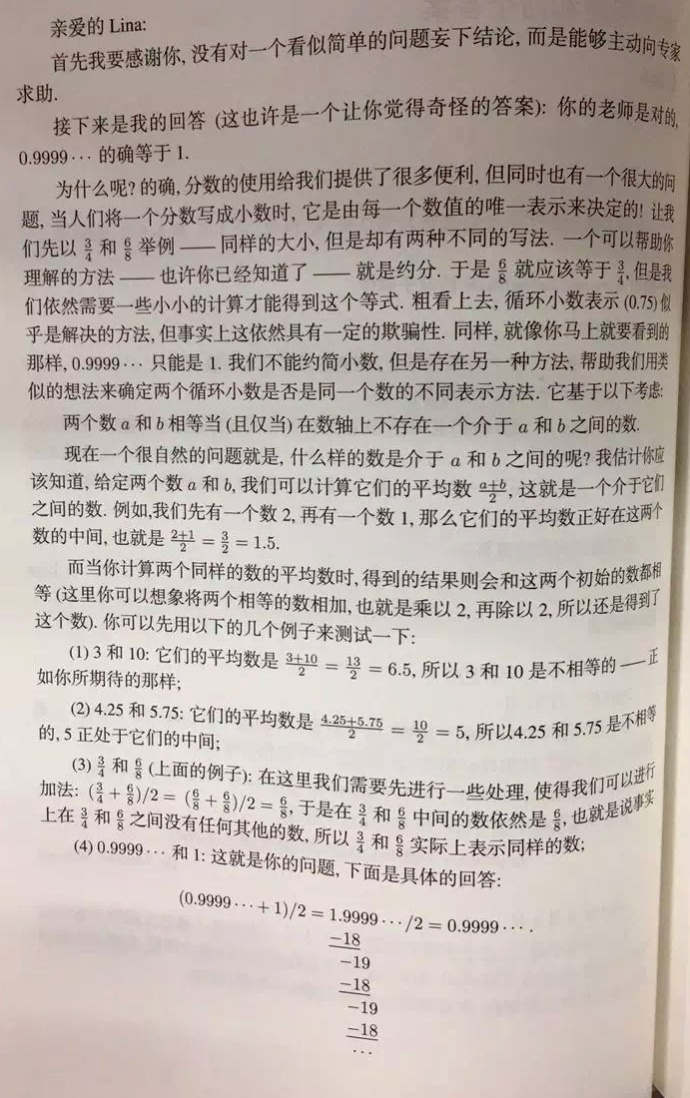 亲爱的 Lina:
首先我要感谢你, 没有对一个看似简单的问题妄下结论, 而是能够主动向专家
求助.
接下来是我的回答 (这也许是一个让你觉得奇怪的答案): 你的老师是对的,
0.9999··· 的确等于 1.
为什么呢? 的确, 分数的使用给我们提供了很多便利, 但同时也有一个很大的问
题, 当人们将一个分数写成小数时, 它是由每一个数值的唯一表示来决定的! 让我
们先以 3/4 和 6/8 举例 —— 同样的大小, 但是却有两种不同的写法. 一个可以帮助你
理解的方法 —— 也许你已经知道了 —— 就是约分. 于是 6/8 就应该等于 3/4, 但是我
们依然需要一些小小的计算才能得到这个等式. 粗看上去, 循环小数表示 (0.75) 似
乎是解决的方法, 但事实上这依然具有一定的欺骗性. 同样, 就像你马上就要看到的
那样, 0.9999··· 只能是 1. 我们不能约简小数, 但是存在另一种方法, 帮助我们用类
似的想法来确定两个循环小数是否是同一个数的不同表示方法. 它基于以下考虑:
两个数 a 和 b 相等当 (且仅当) 在数轴上不存在一个介于 a 和 b 之间的数.
现在一个很自然的问题就是, 什么样的数是介于 a 和 b 之间的呢? 我估计你应
该知道, 给定两个数 a 和 b, 我们可以计算它们的平均数 (a+b)/2, 这就是一个介于它们
之间的数. 例如,我们先有一个数 2, 再有一个数 1, 那么它们的平均数正好在这两个
数的中间, 也就是 (2+1)/2 = 3/2 = 1.5.
而当你计算两个同样的数的平均数时, 得到的结果则会和这两个初始的数都相
等 (这里你可以想象将两个相等的数相加, 也就是乘以 2, 再除以 2, 所以还是得到了
这个数). 你可以先用以下的几个例子来测试一下:
(1) 3 和 10: 它们的平均数是 (3+10)/2 = 13/2 = 6.5, 所以 3 和 10 是不相等的 —— 正
如你所期待的那样;
(2) 4.25 和 5.75: 它们的平均数是 (4.25+5.75)/2 = 10/2 = 5, 所以4.25 和 5.75 是不相等
的, 5 正处于它们的中间;
(3) 3/4 和 6/8 (上面的例子): 在这里我们需要先进行一些处理, 使得我们可以进行
加法: (3/4 + 6/8)/2 = (6/8 + 6/8)/2 = 6/8, 于是在 3/4 和 6/8 中间的数依然是 6/8, 也就是说事实
上在 3/4 和 6/8 之间没有任何其他的数, 所以 3/4 和 6/8 实际上表示同样的数;
(4) 0.9999··· 和 1: 这就是你的问题, 下面是具体的回答:
(0.9999··· + 1)/2 = 1.9999···/2 = 0.9999··· .
−18
−19
−18
−19
−18
···